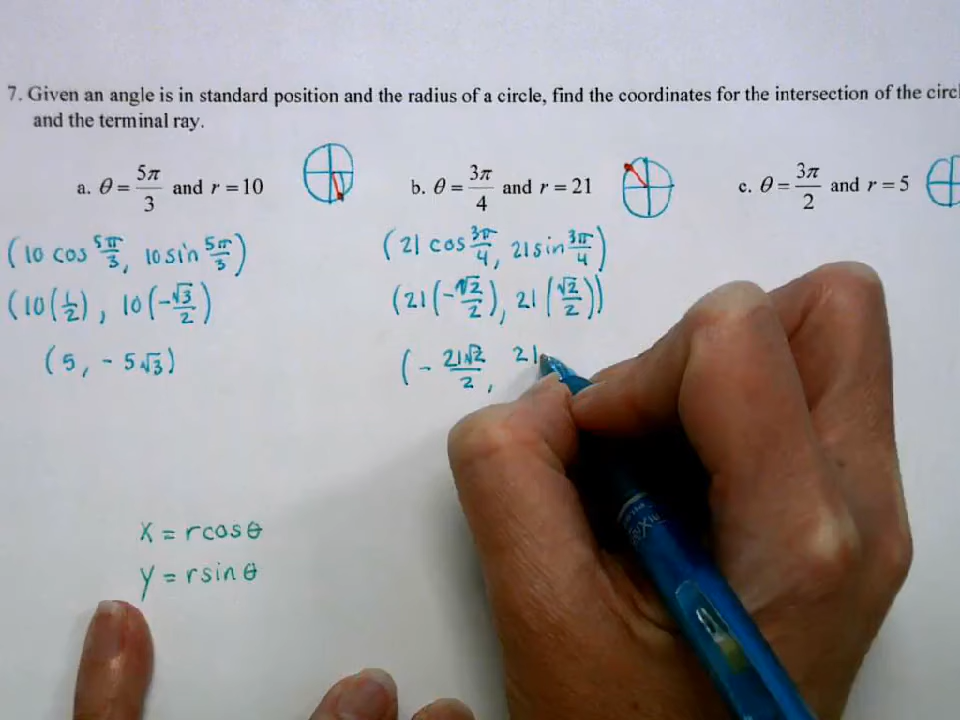 7. Given an angle is in standard position and the radius of a circle, find the coordinates for the intersection of the circl
and the terminal ray.
a. θ = 5π/3 and r = 10
b. θ = 3π/4 and r = 21
c. θ = 3π/2 and r = 5
(10 cos 5π/3, 10 sin 5π/3)
(21 cos 3π/4, 21 sin 3π/4)
(10(1/2), 10(-√3/2)
(21(-√2/2), 21(√2/2))
(5, -5√3)
(-21√2/2, 21
x = rcosθ
y = rsinθ